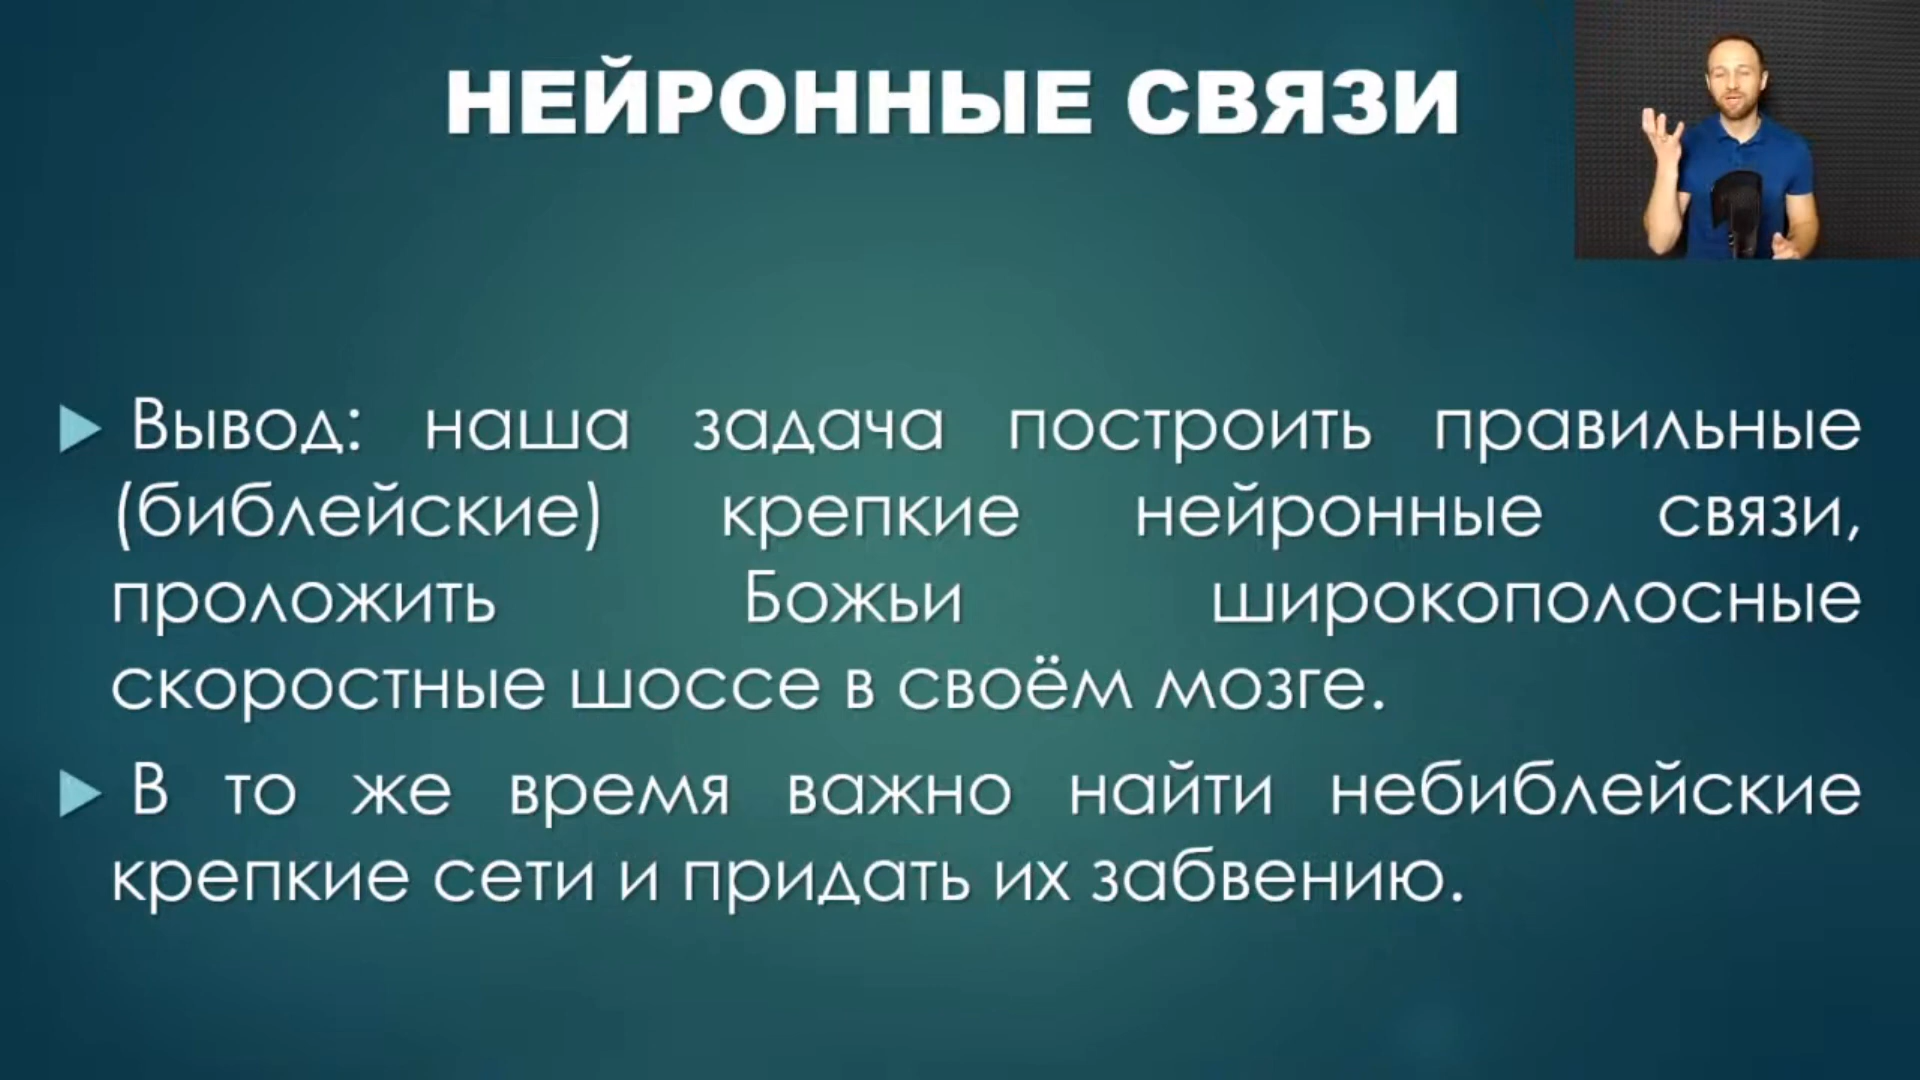 НЕЙРОННЫЕ СВЯЗИ
Вывод: наша задача построить правильные
(библейские) крепкие нейронные связи,
проложить Божьи широкополосные
скоростные шоссе в своём мозге.
В то же время важно найти небиблейские
крепкие сети и придать их забвению.